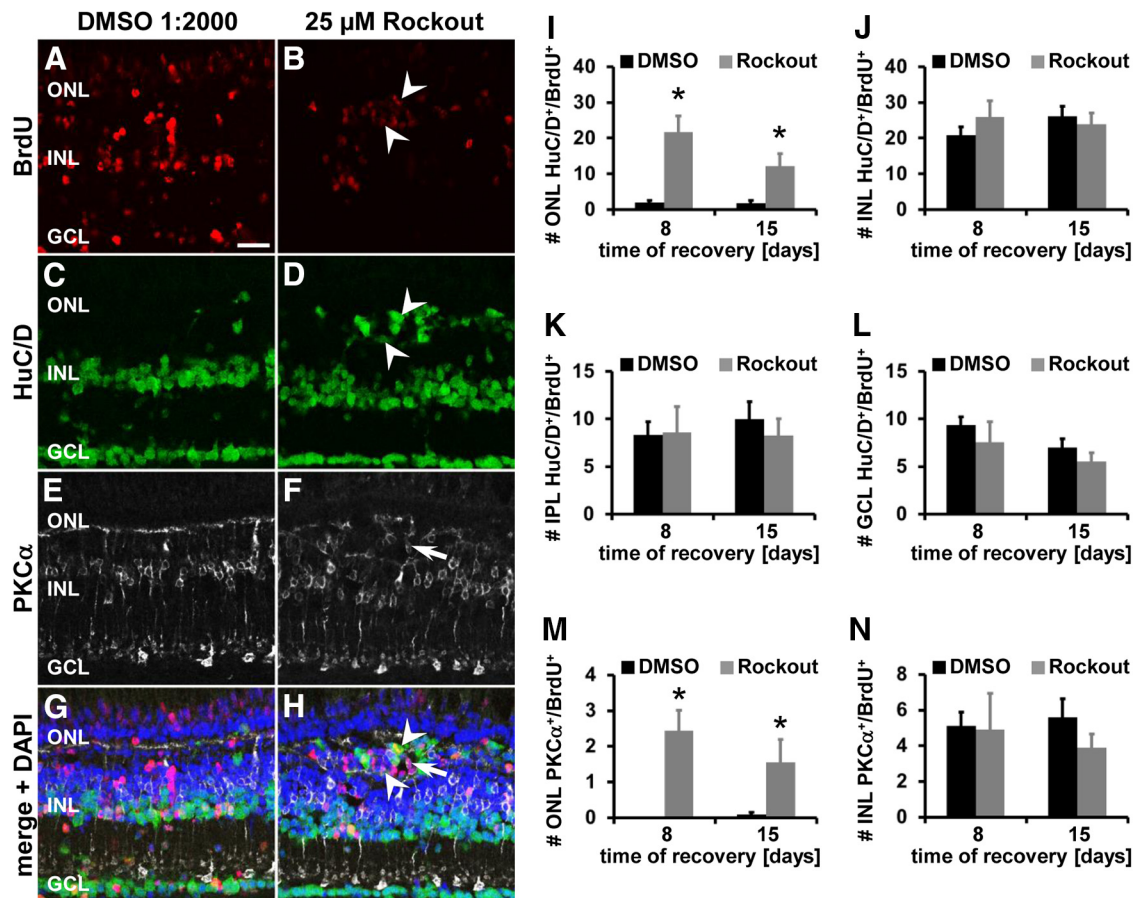 DMSO 1:2000
25 µM Rockout
A
ONL
INL
GCL
BrdU
B
C
ONL
INL
GCL
HuC/D
D
E
ONL
INL
GCL
PKCα
F
G
ONL
INL
GCL
merge + DAPI
H
I
DMSO Rockout
# ONL HuC/D⁺/BrdU⁺
40
30
20
10
0
* *
8 15
time of recovery [days]
J
DMSO Rockout
# INL HuC/D⁺/BrdU⁺
40
30
20
10
0
8 15
time of recovery [days]
K
DMSO Rockout
# IPL HuC/D⁺/BrdU⁺
15
10
5
0
8 15
time of recovery [days]
L
DMSO Rockout
# GCL HuC/D⁺/BrdU⁺
15
10
5
0
8 15
time of recovery [days]
M
DMSO Rockout
# ONL PKCα⁺/BrdU⁺
4
3
2
1
0
* *
8 15
time of recovery [days]
N
DMSO Rockout
# INL PKCα⁺/BrdU⁺
8
6
4
2
0
8 15
time of recovery [days]